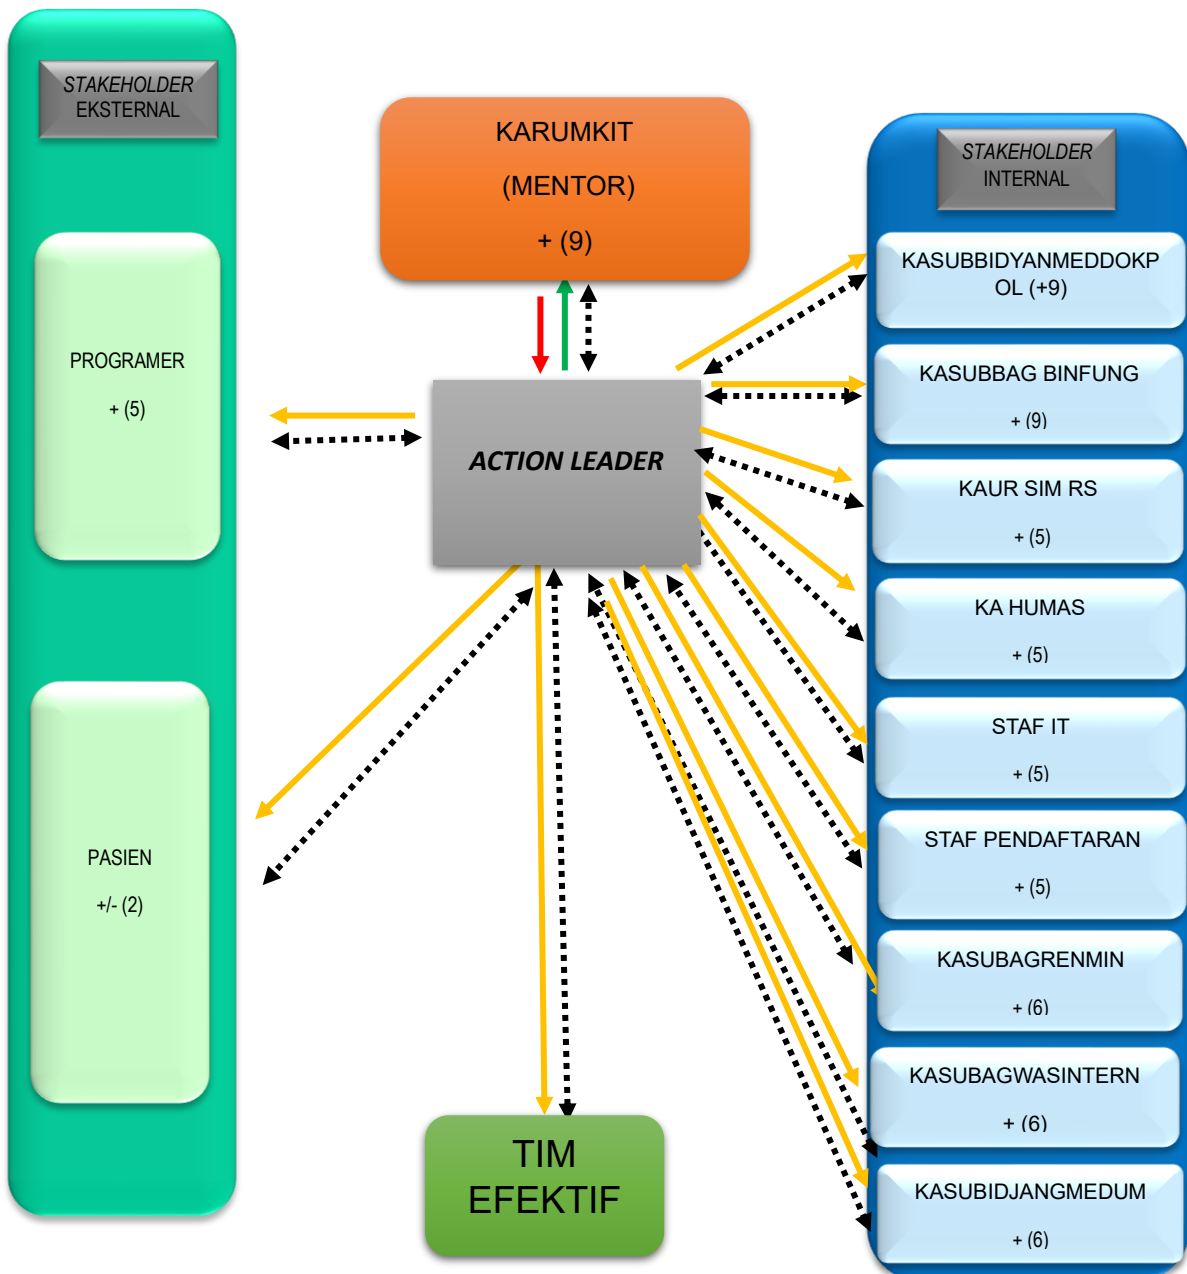 STAKEHOLDER
EKSTERNAL
PROGRAMER
+ (5)
PASIEN
+/- (2)
KARUMKIT
(MENTOR)
+ (9)
ACTION LEADER
TIM
EFEKTIF
STAKEHOLDER
INTERNAL
KASUBBIDYANMEDDOKP
OL (+9)
KASUBBAG BINFUNG
+ (9)
KAUR SIM RS
+ (5)
KA HUMAS
+ (5)
STAF IT
+ (5)
STAF PENDAFTARAN
+ (5)
KASUBAGRENMIN
+ (6)
KASUBAGWASINTERN
+ (6)
KASUBIDJANGMEDUM
+ (6)